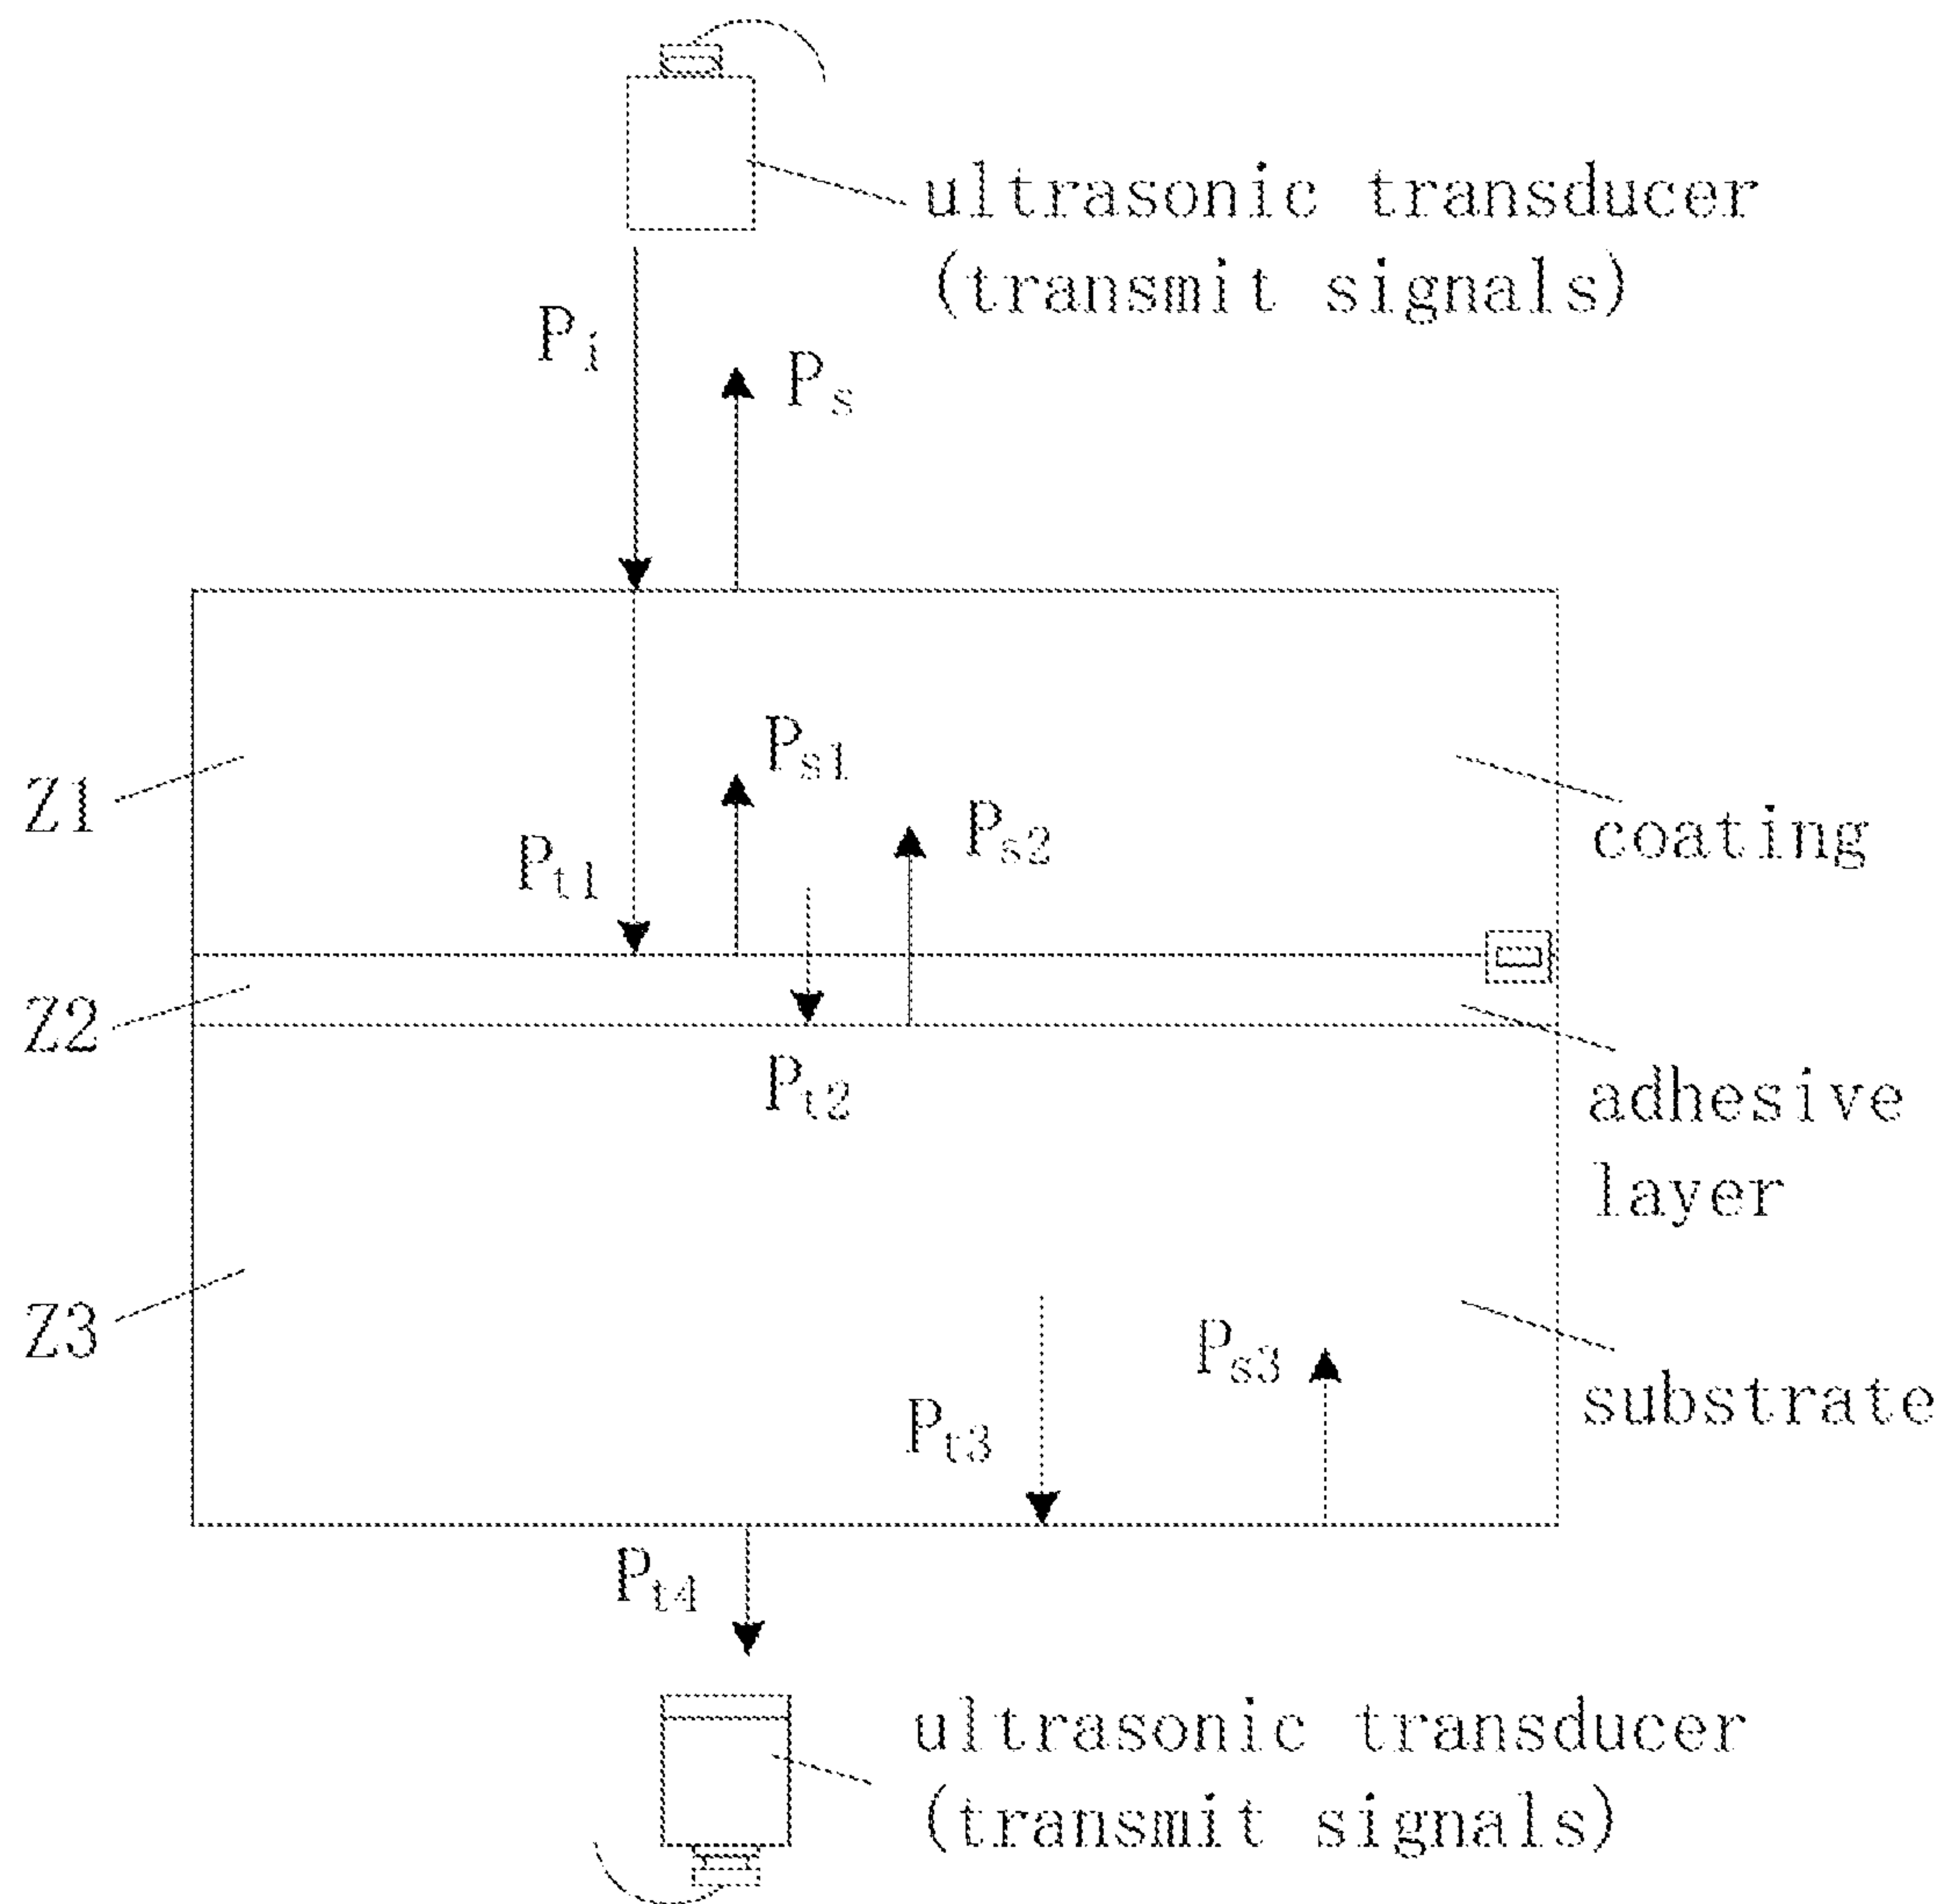 ultrasonic transducer
(transmit signals)
Pi
Ps
Ps1
Z1
Ps2
coating
Pt1
Z2
Pt2
adhesive
layer
Z3
Ps3
substrate
Pt3
Pt4
ultrasonic transducer
(transmit signals)